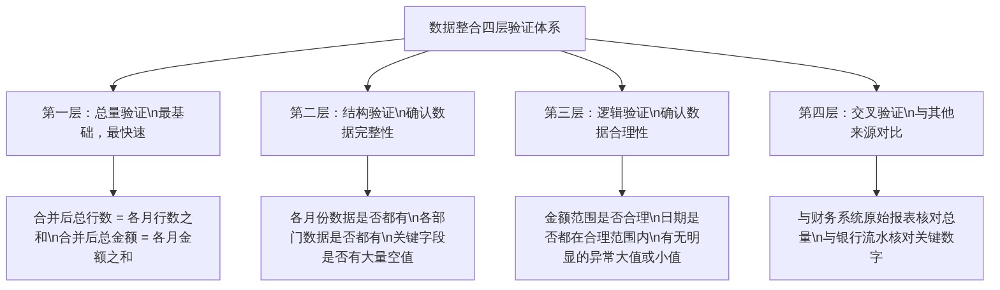 数据整合四层验证体系
第一层：总量验证\n最基
础，最快速
第二层：结构验证\n确认数
据完整性
第三层：逻辑验证\n确认数
据合理性
第四层：交叉验证\n与其他
来源对比
合并后总行数 = 各月行数之
和\n合并后总金额 = 各月金
额之和
各月份数据是否都有\n各部
门数据是否都有\n关键字段
是否有大量空值
金额范围是否合理\n日期是
否都在合理范围内\n有无明
显的异常大值或小值
与财务系统原始报表核对总
量\n与银行流水核对关键数
字